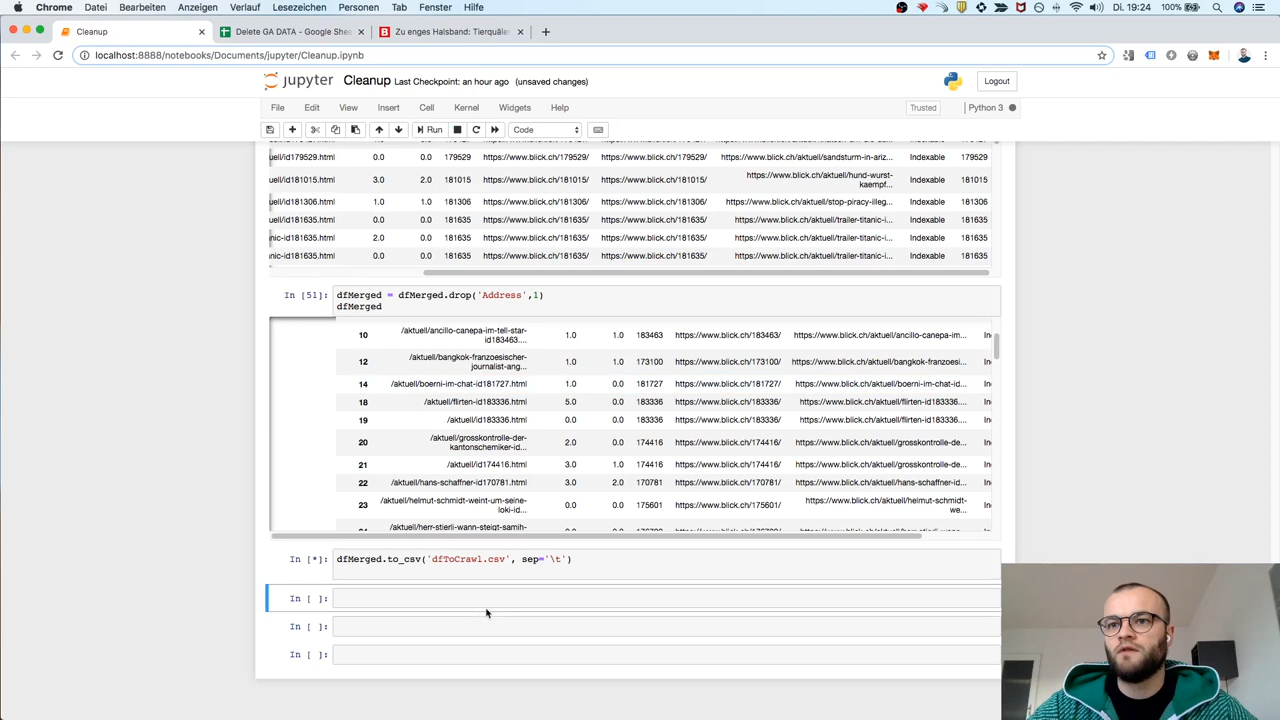 Chrome Datei Bearbeiten Anzeigen Verlauf Lesezeichen Personen Tab Fenster Hilfe 100% Di. 19:24
Cleanup Delete GA DATA - Google She Zu enges Halsband: Tierquäler
localhost:8888/notebooks/Documents/jupyter/Cleanup.ipynb
jupyter Cleanup Last Checkpoint: an hour ago (unsaved changes) Logout
File Edit View Insert Cell Kernel Widgets Help Trusted Python 3
Run Code
uell/id179529.html 0.0 0.0 179529 https://www.blick.ch/179529/ https://www.blick.ch/179529/ https://www.blick.ch/aktuell/sandsturm-in-ariz... Indexable 179529
uell/id181015.html 3.0 2.0 181015 https://www.blick.ch/181015/ https://www.blick.ch/181015/ https://www.blick.ch/aktuell/hund-wurst-kaempf... Indexable 181015
uell/id181306.html 1.0 1.0 181306 https://www.blick.ch/181306/ https://www.blick.ch/181306/ https://www.blick.ch/aktuell/stop-piracy-illeg... Indexable 181306
uell/id181635.html 0.0 0.0 181635 https://www.blick.ch/181635/ https://www.blick.ch/181635/ https://www.blick.ch/aktuell/trailer-titanic-i... Indexable 181635
anic-id181635.html 2.0 0.0 181635 https://www.blick.ch/181635/ https://www.blick.ch/181635/ https://www.blick.ch/aktuell/trailer-titanic-i... Indexable 181635
uell/id181635.html 0.0 0.0 181635 https://www.blick.ch/181635/ https://www.blick.ch/181635/ https://www.blick.ch/aktuell/trailer-titanic-i... Indexable 181635
In [51]: dfMerged = dfMerged.drop('Address',1)
dfMerged
10 /aktuell/ancillo-canepa-im-tell-star-id183463.... 1.0 1.0 183463 https://www.blick.ch/183463/ https://www.blick.ch/aktuell/ancillo-canepa-im... In
12 /aktuell/bangkok-franzoesischer-journalist-ang... 1.0 1.0 173100 https://www.blick.ch/173100/ https://www.blick.ch/aktuell/bangkok-franzoesi... In
14 /aktuell/boerni-im-chat-id181727.html 1.0 0.0 181727 https://www.blick.ch/181727/ https://www.blick.ch/aktuell/boerni-im-chat-id... In
18 /aktuell/flirten-id183336.html 5.0 0.0 183336 https://www.blick.ch/183336/ https://www.blick.ch/aktuell/flirten-id183336.... In
19 /aktuell/id183336.html 0.0 0.0 183336 https://www.blick.ch/183336/ https://www.blick.ch/aktuell/flirten-id183336.... In
20 /aktuell/grosskontrolle-der-kantonschemiker-id... 2.0 0.0 174416 https://www.blick.ch/174416/ https://www.blick.ch/aktuell/grosskontrolle-de... In
21 /aktuell/id174416.html 3.0 1.0 174416 https://www.blick.ch/174416/ https://www.blick.ch/aktuell/grosskontrolle-de... In
22 /aktuell/hans-schaffner-id170781.html 3.0 2.0 170781 https://www.blick.ch/170781/ https://www.blick.ch/aktuell/hans-schaffner-id... In
23 /aktuell/helmut-schmidt-weint-um-seine-loki-id... 0.0 0.0 175601 https://www.blick.ch/175601/ https://www.blick.ch/aktuell/helmut-schmidt-we... In
/aktuell/herr-stierli-wann-steigt-samih-
In [*]: dfMerged.to_csv('dfToCrawl.csv', sep='\t')
In [ ]:
In [ ]:
In [ ]: